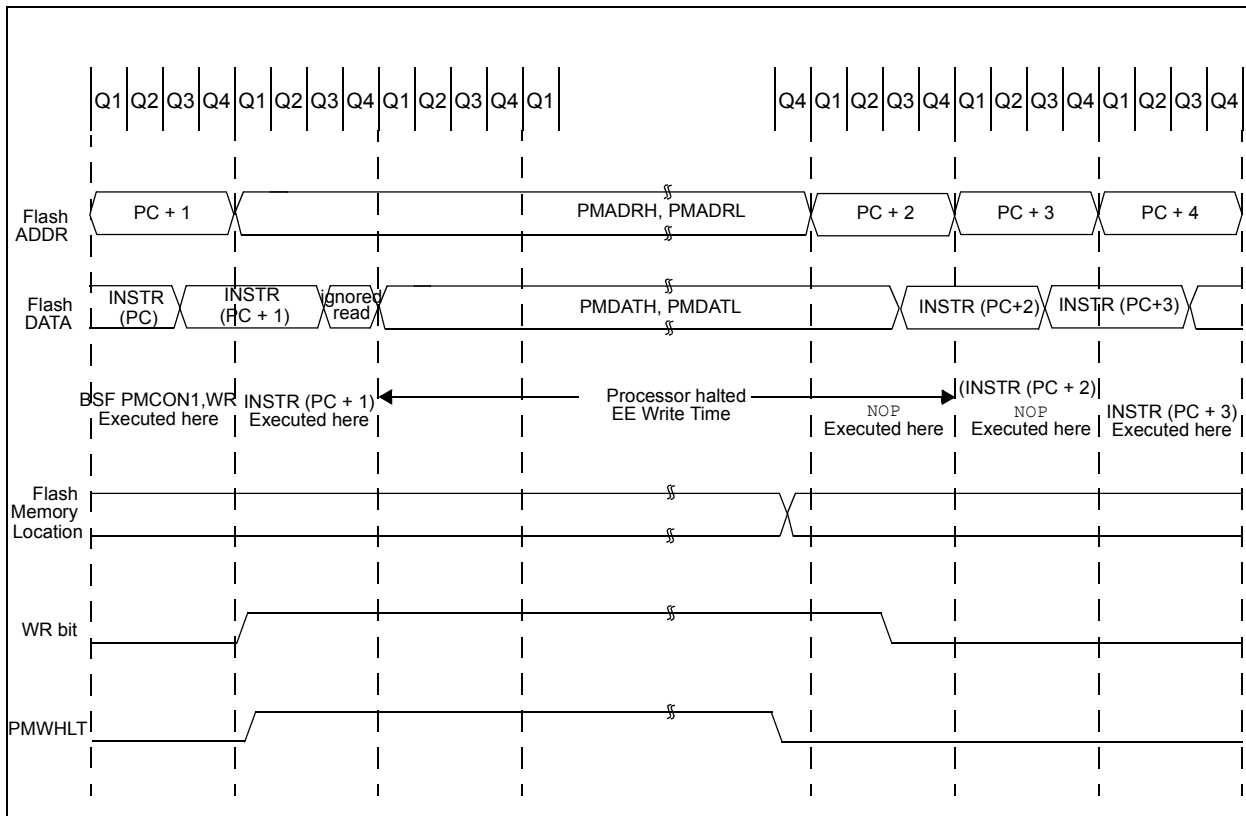 Q1 Q2 Q3 Q4 Q1 Q2 Q3 Q4 Q1 Q2 Q3 Q4 Q1 Q4 Q1 Q2 Q3 Q4 Q1 Q2 Q3 Q4 Q1 Q2 Q3 Q4
Flash
ADDR
PC + 1
PMADRH, PMADRL
PC + 2
PC + 3
PC + 4
Flash
DATA
INSTR
(PC)
INSTR
(PC + 1)
ignored
read
PMDATH, PMDATL
INSTR (PC+2)
INSTR (PC+3)
BSF PMCON1,WR
Executed here
INSTR (PC + 1)
Executed here
Processor halted
EE Write Time
NOP
Executed here
(INSTR (PC + 2)
NOP
Executed here
INSTR (PC + 3)
Executed here
Flash
Memory
Location
WR bit
PMWHLT